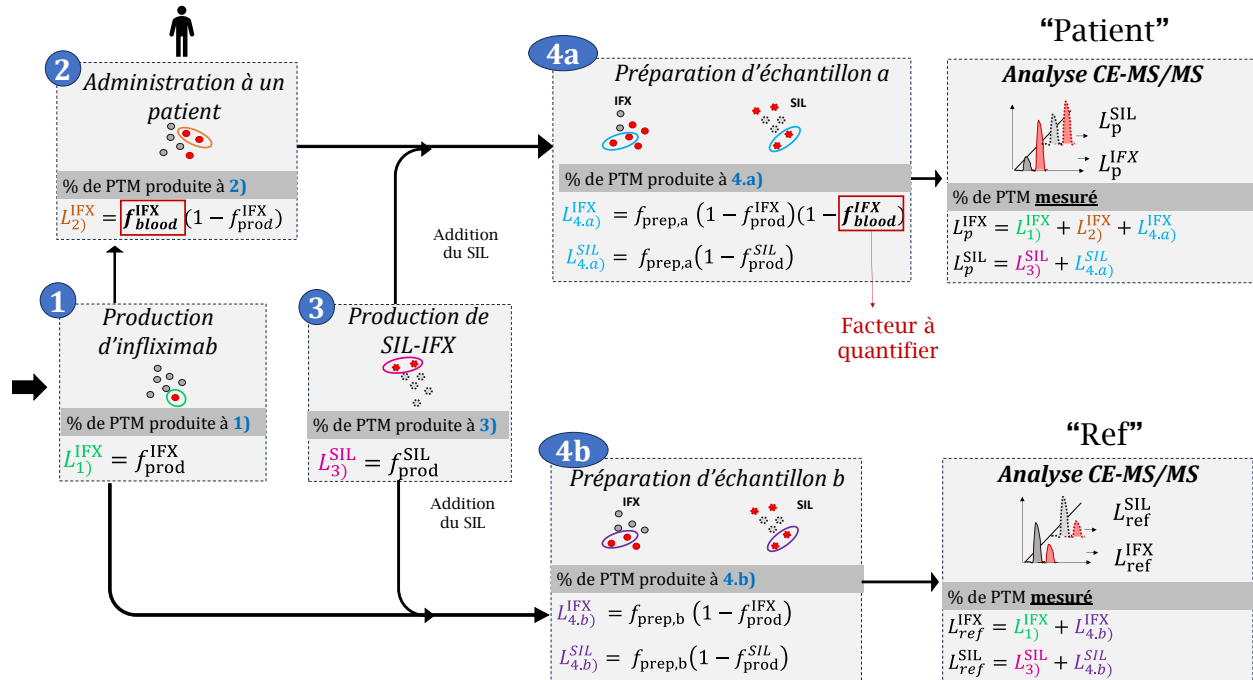 2
Administration à un
patient
% de PTM produite à 2)
L_{2)}^{IFX} = f_{blood}^{IFX}(1 − f_{prod}^{IFX})
1
Production
d'infliximab
% de PTM produite à 1)
L_{1)}^{IFX} = f_{prod}^{IFX}
3
Production de
SIL-IFX
% de PTM produite à 3)
L_{3)}^{SIL} = f_{prod}^{SIL}
Addition
du SIL
Addition
du SIL
4a
Préparation d'échantillon a
IFX
SIL
% de PTM produite à 4.a)
L_{4.a)}^{IFX} = f_{prep,a} (1 − f_{prod}^{IFX})(1 − f_{blood}^{IFX})
L_{4.a)}^{SIL} = f_{prep,a}(1 − f_{prod}^{SIL})
Facteur à
quantifier
"Patient"
Analyse CE-MS/MS
L_{p}^{SIL}
L_{p}^{IFX}
% de PTM mesuré
L_{p}^{IFX} = L_{1)}^{IFX} + L_{2)}^{IFX} + L_{4.a)}^{IFX}
L_{p}^{SIL} = L_{3)}^{SIL} + L_{4.a)}^{SIL}
4b
Préparation d'échantillon b
IFX
SIL
% de PTM produite à 4.b)
L_{4.b)}^{IFX} = f_{prep,b} (1 − f_{prod}^{IFX})
L_{4.b)}^{SIL} = f_{prep,b}(1 − f_{prod}^{SIL})
"Ref"
Analyse CE-MS/MS
L_{ref}^{SIL}
L_{ref}^{IFX}
% de PTM mesuré
L_{ref}^{IFX} = L_{1)}^{IFX} + L_{4.b)}^{IFX}
L_{ref}^{SIL} = L_{3)}^{SIL} + L_{4.b)}^{SIL}